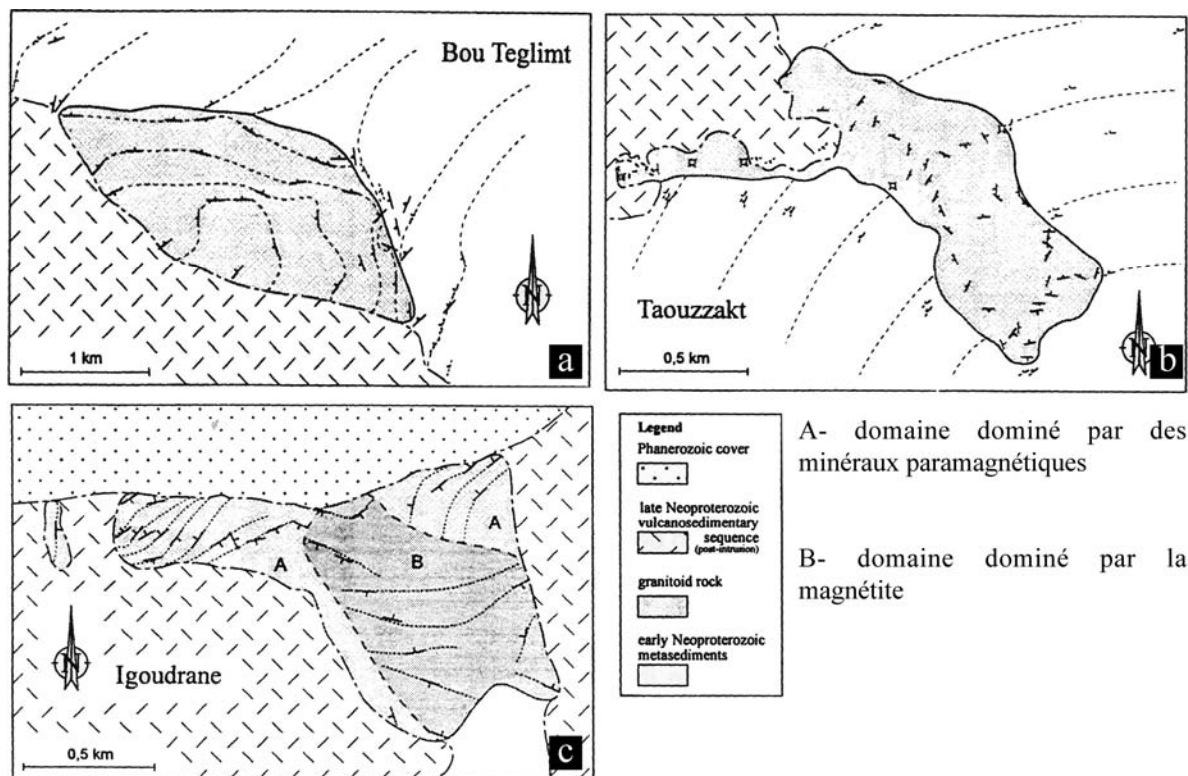 Bou Teglimt
N
1 km
a
Taouzzakt
0,5 km
N
b
A
A
B
N
Igoudrane
0,5 km
c
Legend
Phanerozoic cover
late Neoproterozoic
vulcanosedimentary
sequence
(post-intrusion)
granitoid rock
early Neoproterozoic
metasediments
A- domaine dominé par des
minéraux paramagnétiques
B- domaine dominé par la
magnétite